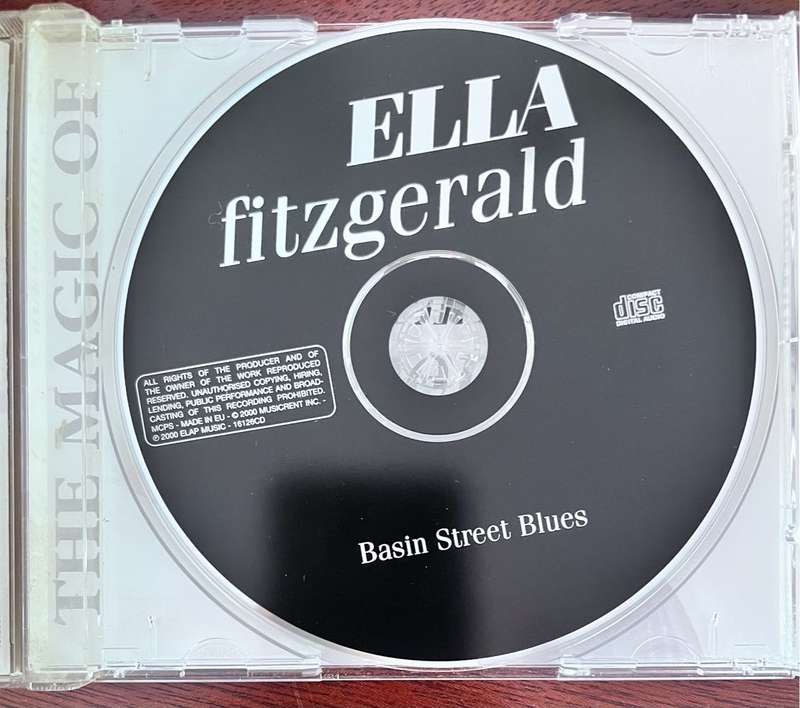 THE MAGIC OF
ELLA
fitzgerald
COMPACT
disc
DIGITAL AUDIO
ALL RIGHTS OF THE PRODUCER AND OF
THE OWNER OF THE WORK REPRODUCED
RESERVED. UNAUTHORISED COPYING, HIRING,
LENDING, PUBLIC PERFORMANCE AND BROAD-
CASTING OF THIS RECORDING PROHIBITED.
MCPS - MADE IN EU - © 2000 MUSICRENT INC. -
℗ 2000 ELAP MUSIC - 16126CD
Basin Street Blues